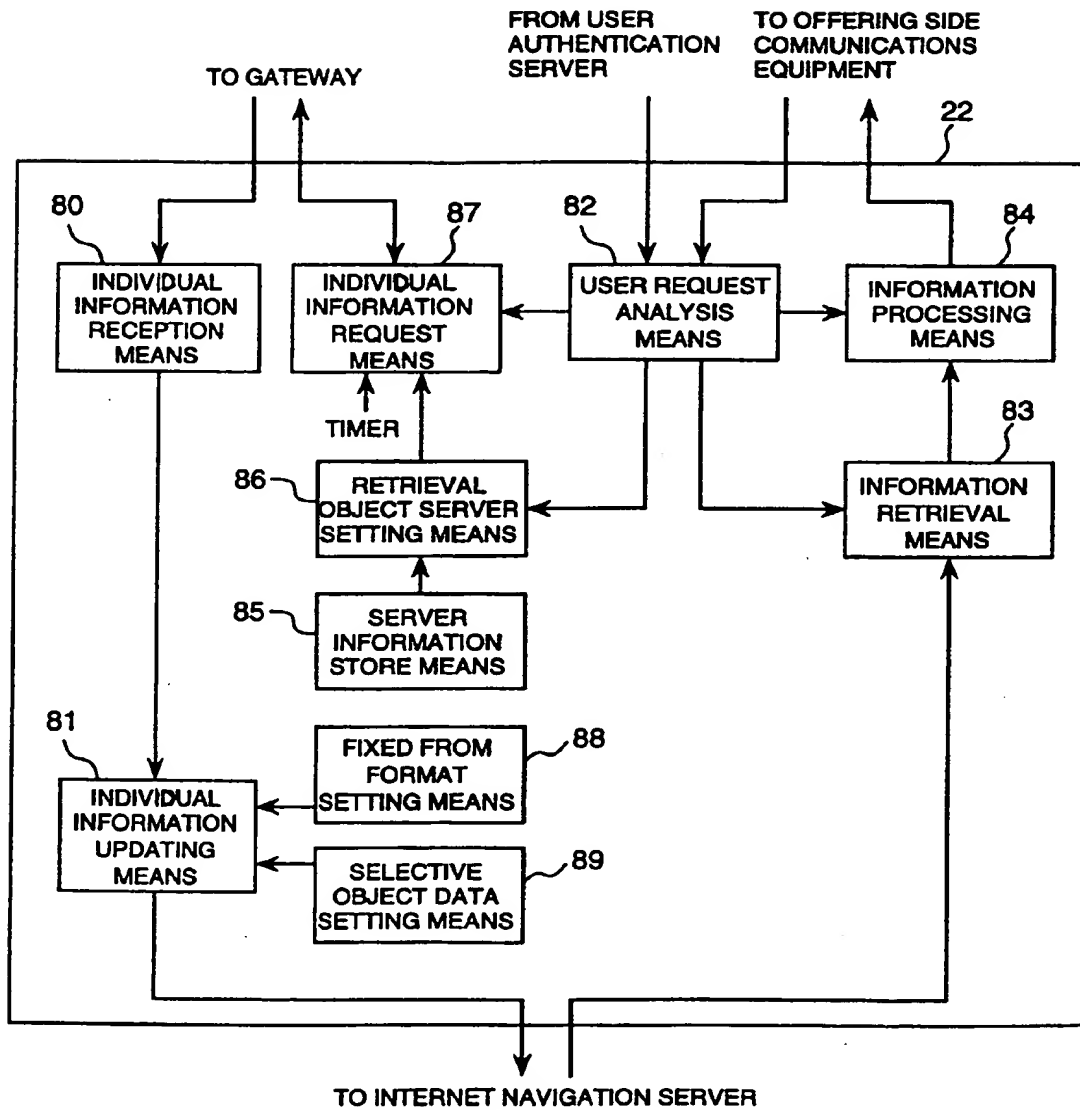 FROM USER
AUTHENTICATION
SERVER
TO OFFERING SIDE
COMMUNICATIONS
EQUIPMENT
TO GATEWAY
22
80
INDIVIDUAL
INFORMATION
RECEPTION
MEANS
87
INDIVIDUAL
INFORMATION
REQUEST
MEANS
82
USER REQUEST
ANALYSIS
MEANS
84
INFORMATION
PROCESSING
MEANS
TIMER
86
RETRIEVAL
OBJECT SERVER
SETTING MEANS
83
INFORMATION
RETRIEVAL
MEANS
85
SERVER
INFORMATION
STORE MEANS
81
INDIVIDUAL
INFORMATION
UPDATING
MEANS
88
FIXED FROM
FORMAT
SETTING MEANS
89
SELECTIVE
OBJECT DATA
SETTING MEANS
TO INTERNET NAVIGATION SERVER